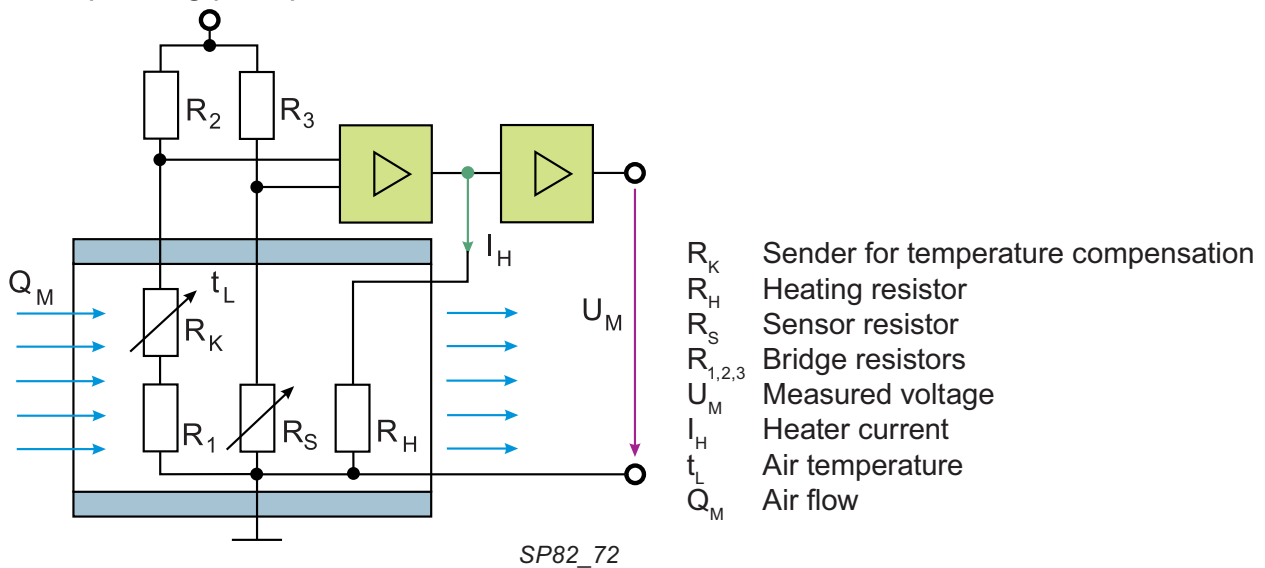 R2
R3
IH
QM
tL
UM
RK
R1
RS
RH
RK Sender for temperature compensation
RH Heating resistor
RS Sensor resistor
R1,2,3 Bridge resistors
UM Measured voltage
IH Heater current
tL Air temperature
QM Air flow
SP82_72